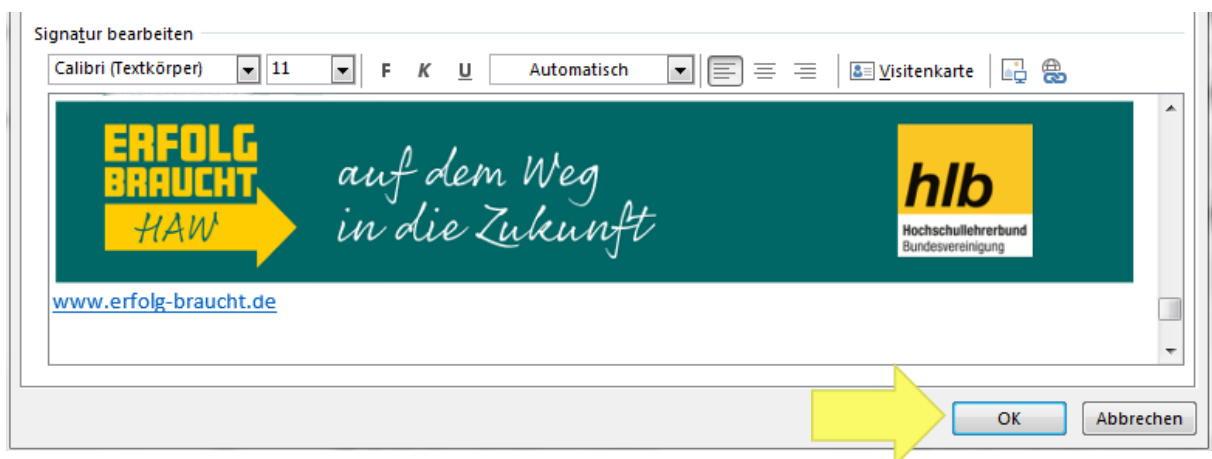 Signatur bearbeiten
Calibri (Textkörper) 11 F K U Automatisch Visitenkarte
ERFOLG
BRAUCHT
HAW
auf dem Weg
in die Zukunft
hlb
Hochschullehrerbund
Bundesvereinigung
www.erfolg-braucht.de
OK Abbrechen